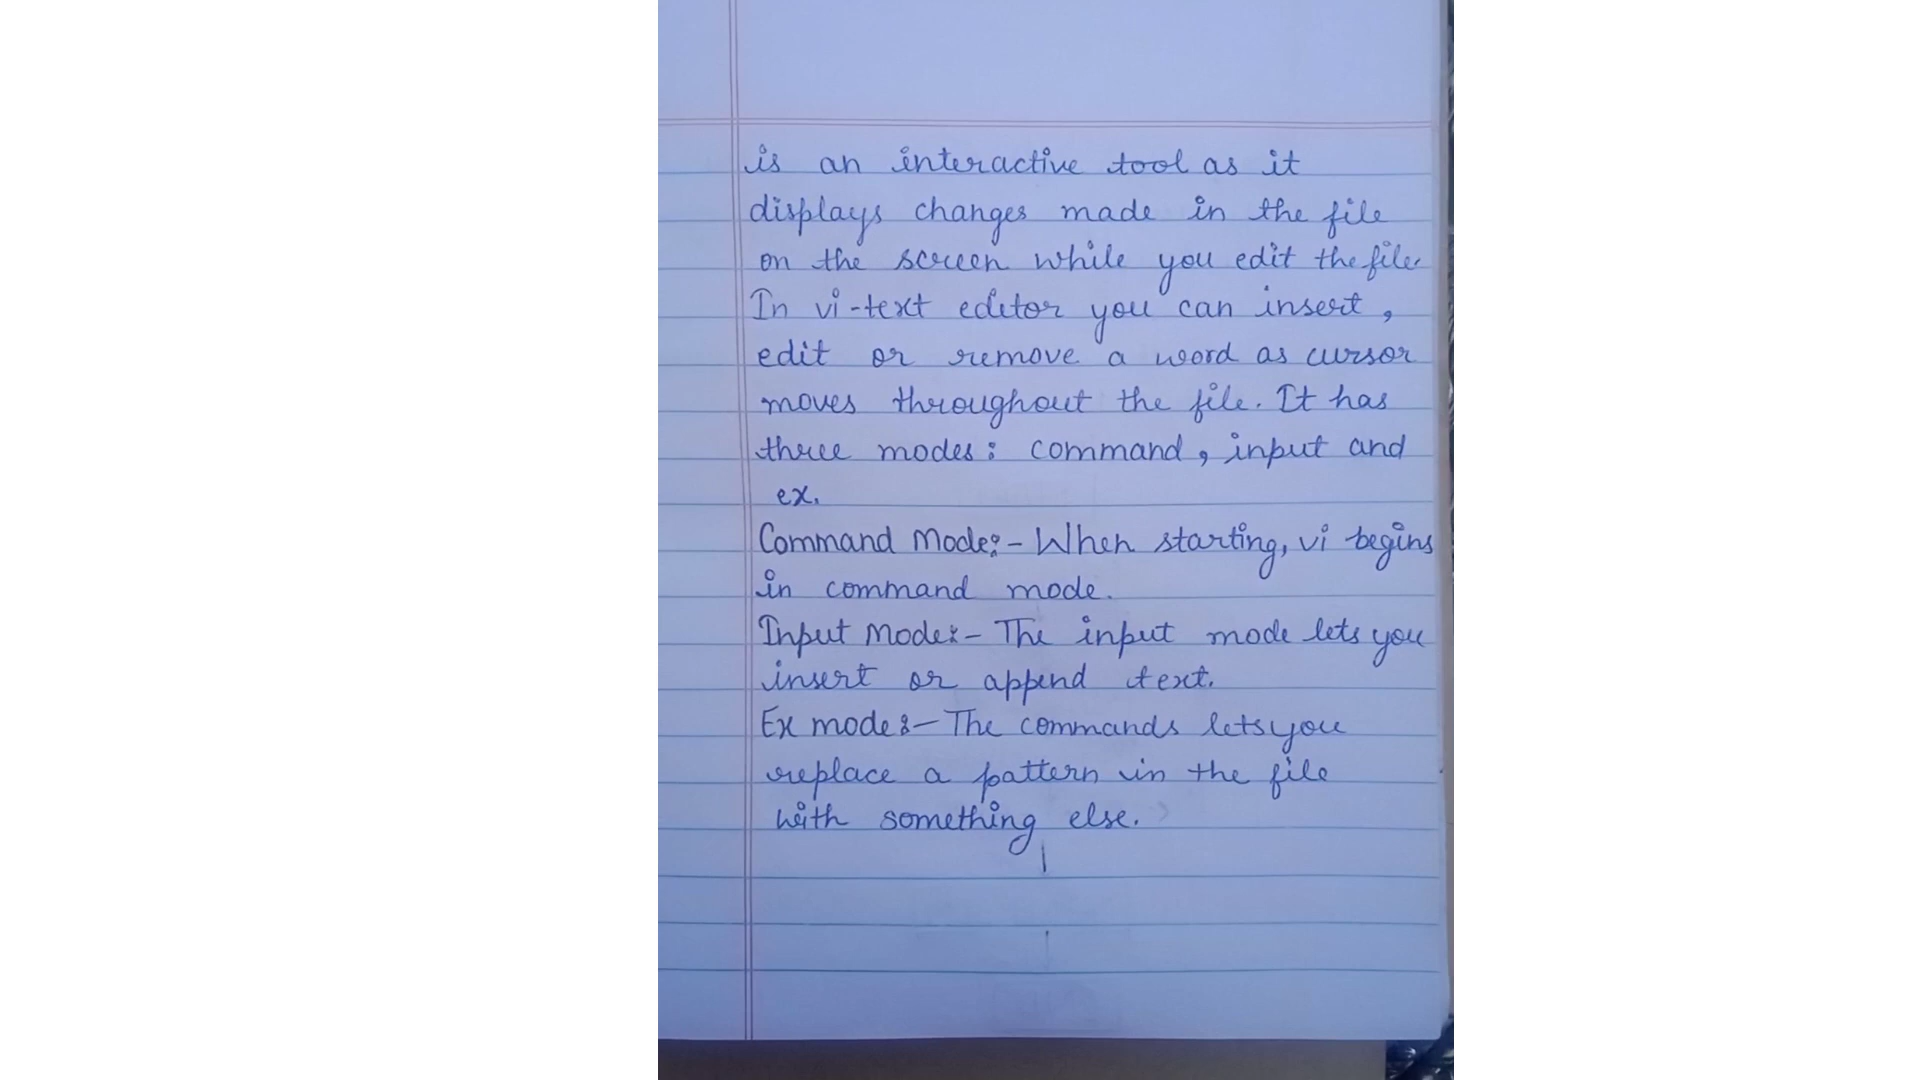 is an interactive tool as it
displays changes made in the file
on the screen while you edit the file.
In vi-text editor you can insert,
edit or remove a word as cursor
moves throughout the file. It has
three modes: command, input and
ex.
Command Mode:- When starting, vi begins
in command mode.
Input Mode:- The input mode lets you
insert or append text.
Ex mode:- The commands lets you
replace a pattern in the file
with something else.